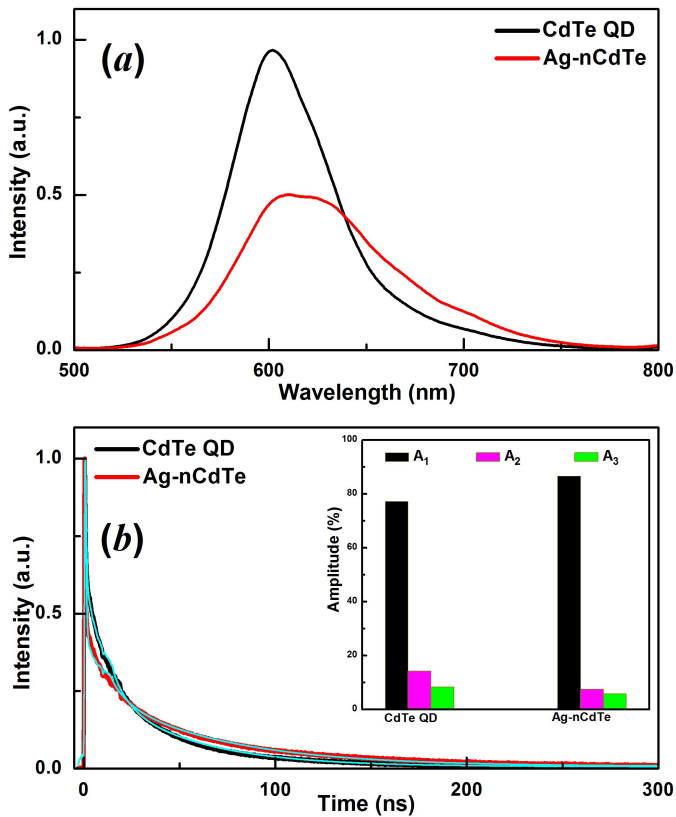 CdTe QD
Ag-nCdTe
(a)
1.0
0.5
0.0
Intensity (a.u.)
500
600
700
800
Wavelength (nm)
CdTe QD
Ag-nCdTe
(b)
1.0
0.5
0.0
Intensity (a.u.)
0
100
200
300
Time (ns)
A1
A2
A3
100
80
60
40
20
0
Amplitude (%)
CdTe QD
Ag-nCdTe